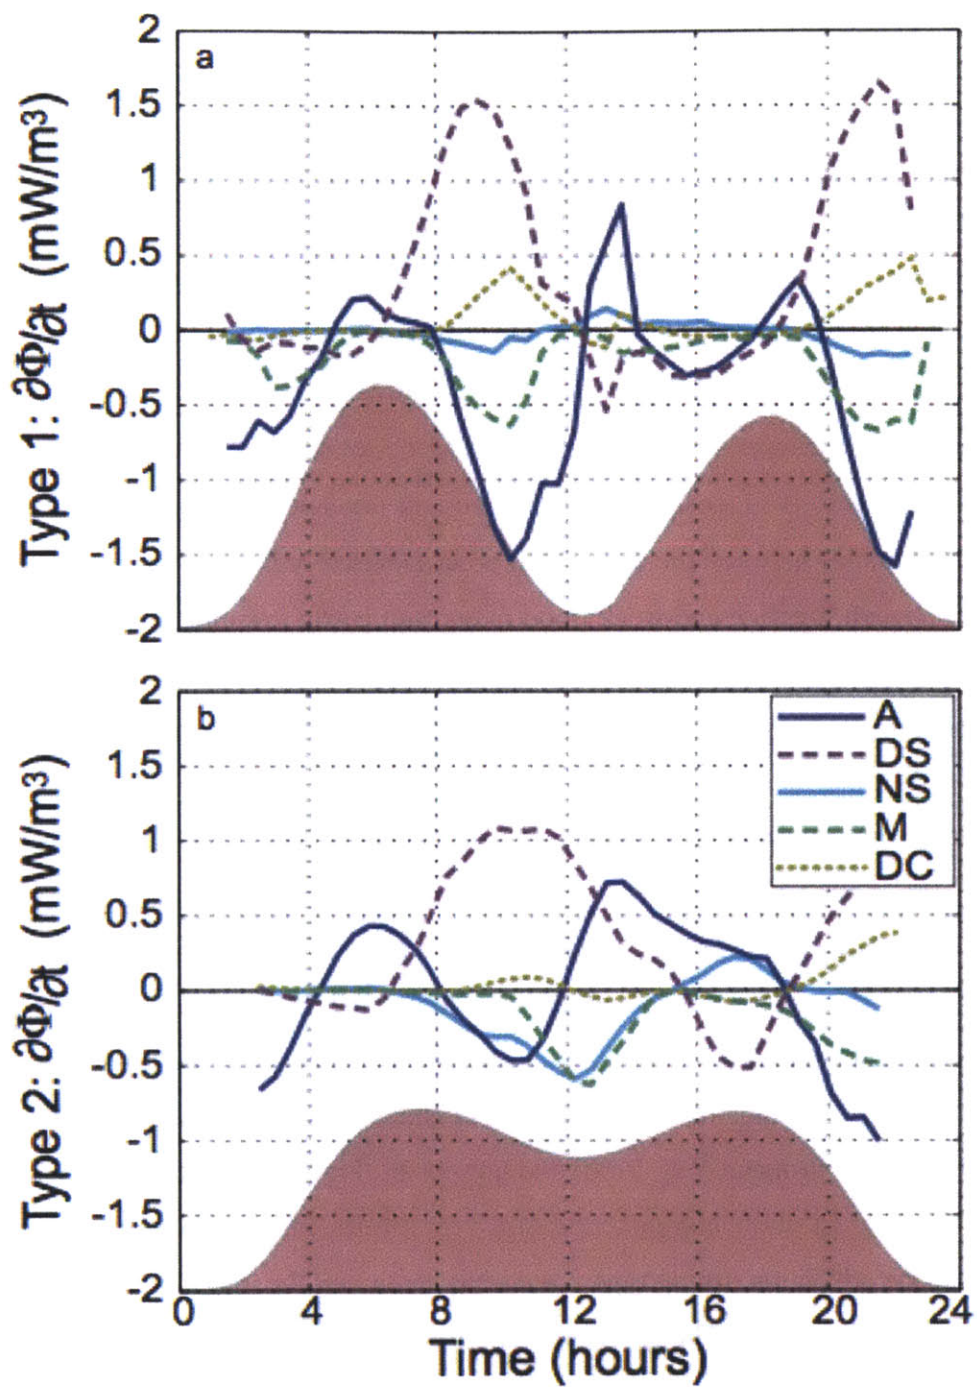 a
Type 1: ∂Φ/∂t (mW/m³)
2
1.5
1
0.5
0
-0.5
-1
-1.5
-2
b
Type 2: ∂Φ/∂t (mW/m³)
2
1.5
1
0.5
0
-0.5
-1
-1.5
-2
A
DS
NS
M
DC
0 4 8 12 16 20 24
Time (hours)